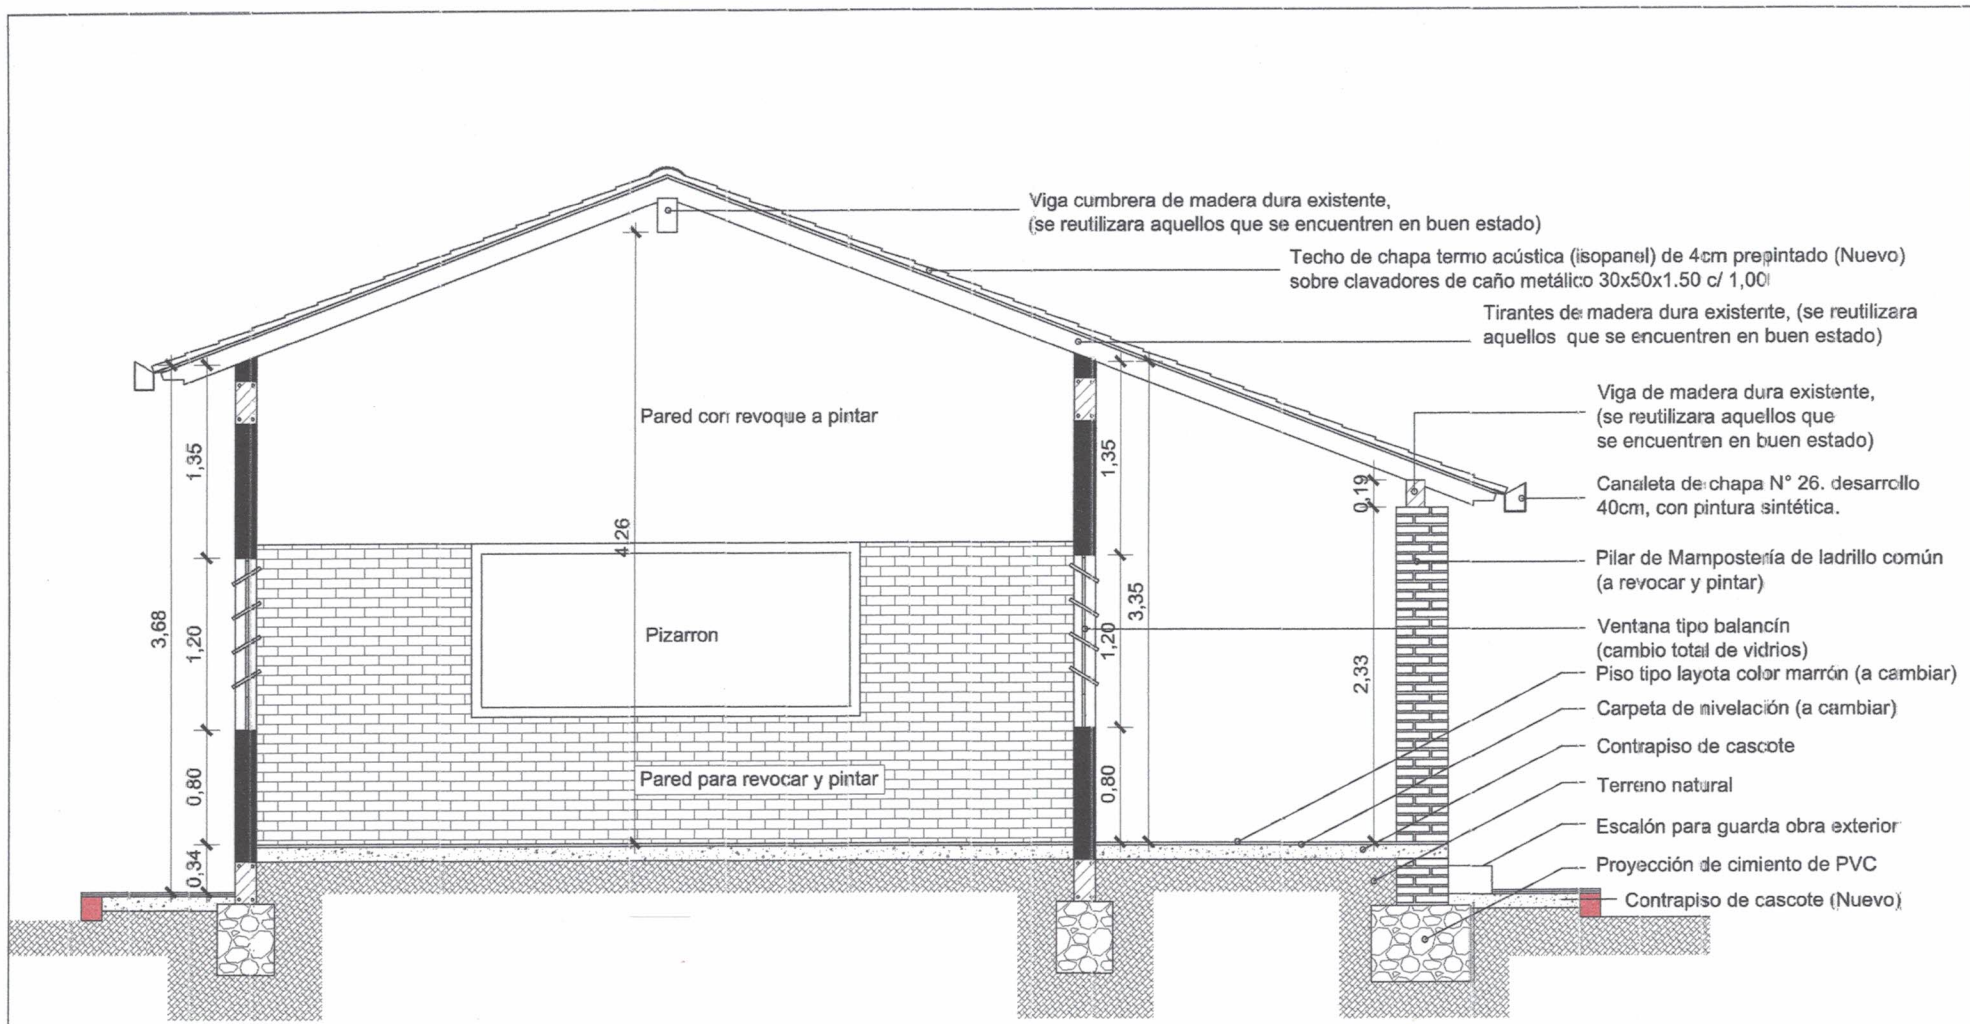 Viga cumbrera de madera dura existente,
(se reutilizara aquellos que se encuentren en buen estado)
Techo de chapa termo acústica (isopanel) de 4cm prepintado (Nuevo)
sobre clavadores de caño metálico 30x50x1.50 c/ 1,00
Tirantes de madera dura existente, (se reutilizara
aquellos que se encuentren en buen estado)
Viga de madera dura existente,
(se reutilizara aquellos que
se encuentren en buen estado)
Canaleta de chapa N° 26. desarrollo
40cm, con pintura sintética.
Pilar de Mampostería de ladrillo común
(a revocar y pintar)
Ventana tipo balancín
(cambio total de vidrios)
Piso tipo layota color marrón (a cambiar)
Carpeta de nivelación (a cambiar)
Contrapiso de cascote
Terreno natural
Escalón para guarda obra exterior
Proyección de cimiento de PVC
Contrapiso de cascote (Nuevo)
Pared con revoque a pintar
Pizarron
Pared para revocar y pintar
3,68
1,35
1,20
0,80
0,34
4,26
1,35
1,20
0,80
3,35
0,19
2,33